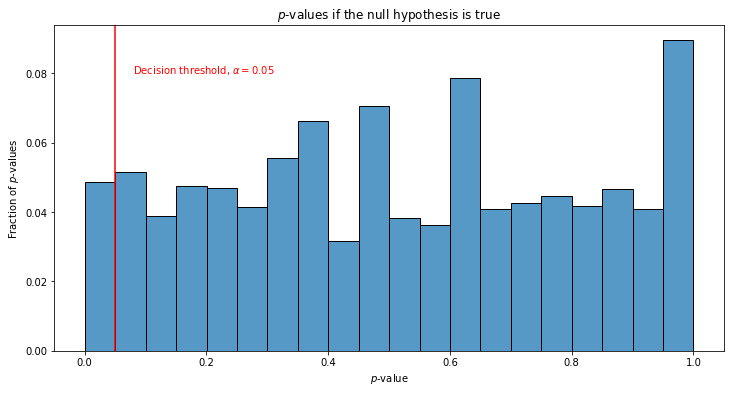 p-values if the null hypothesis is true
Decision threshold, α = 0.05
Fraction of p-values
0.08
0.06
0.04
0.02
0.00
0.0 0.2 0.4 0.6 0.8 1.0
p-value